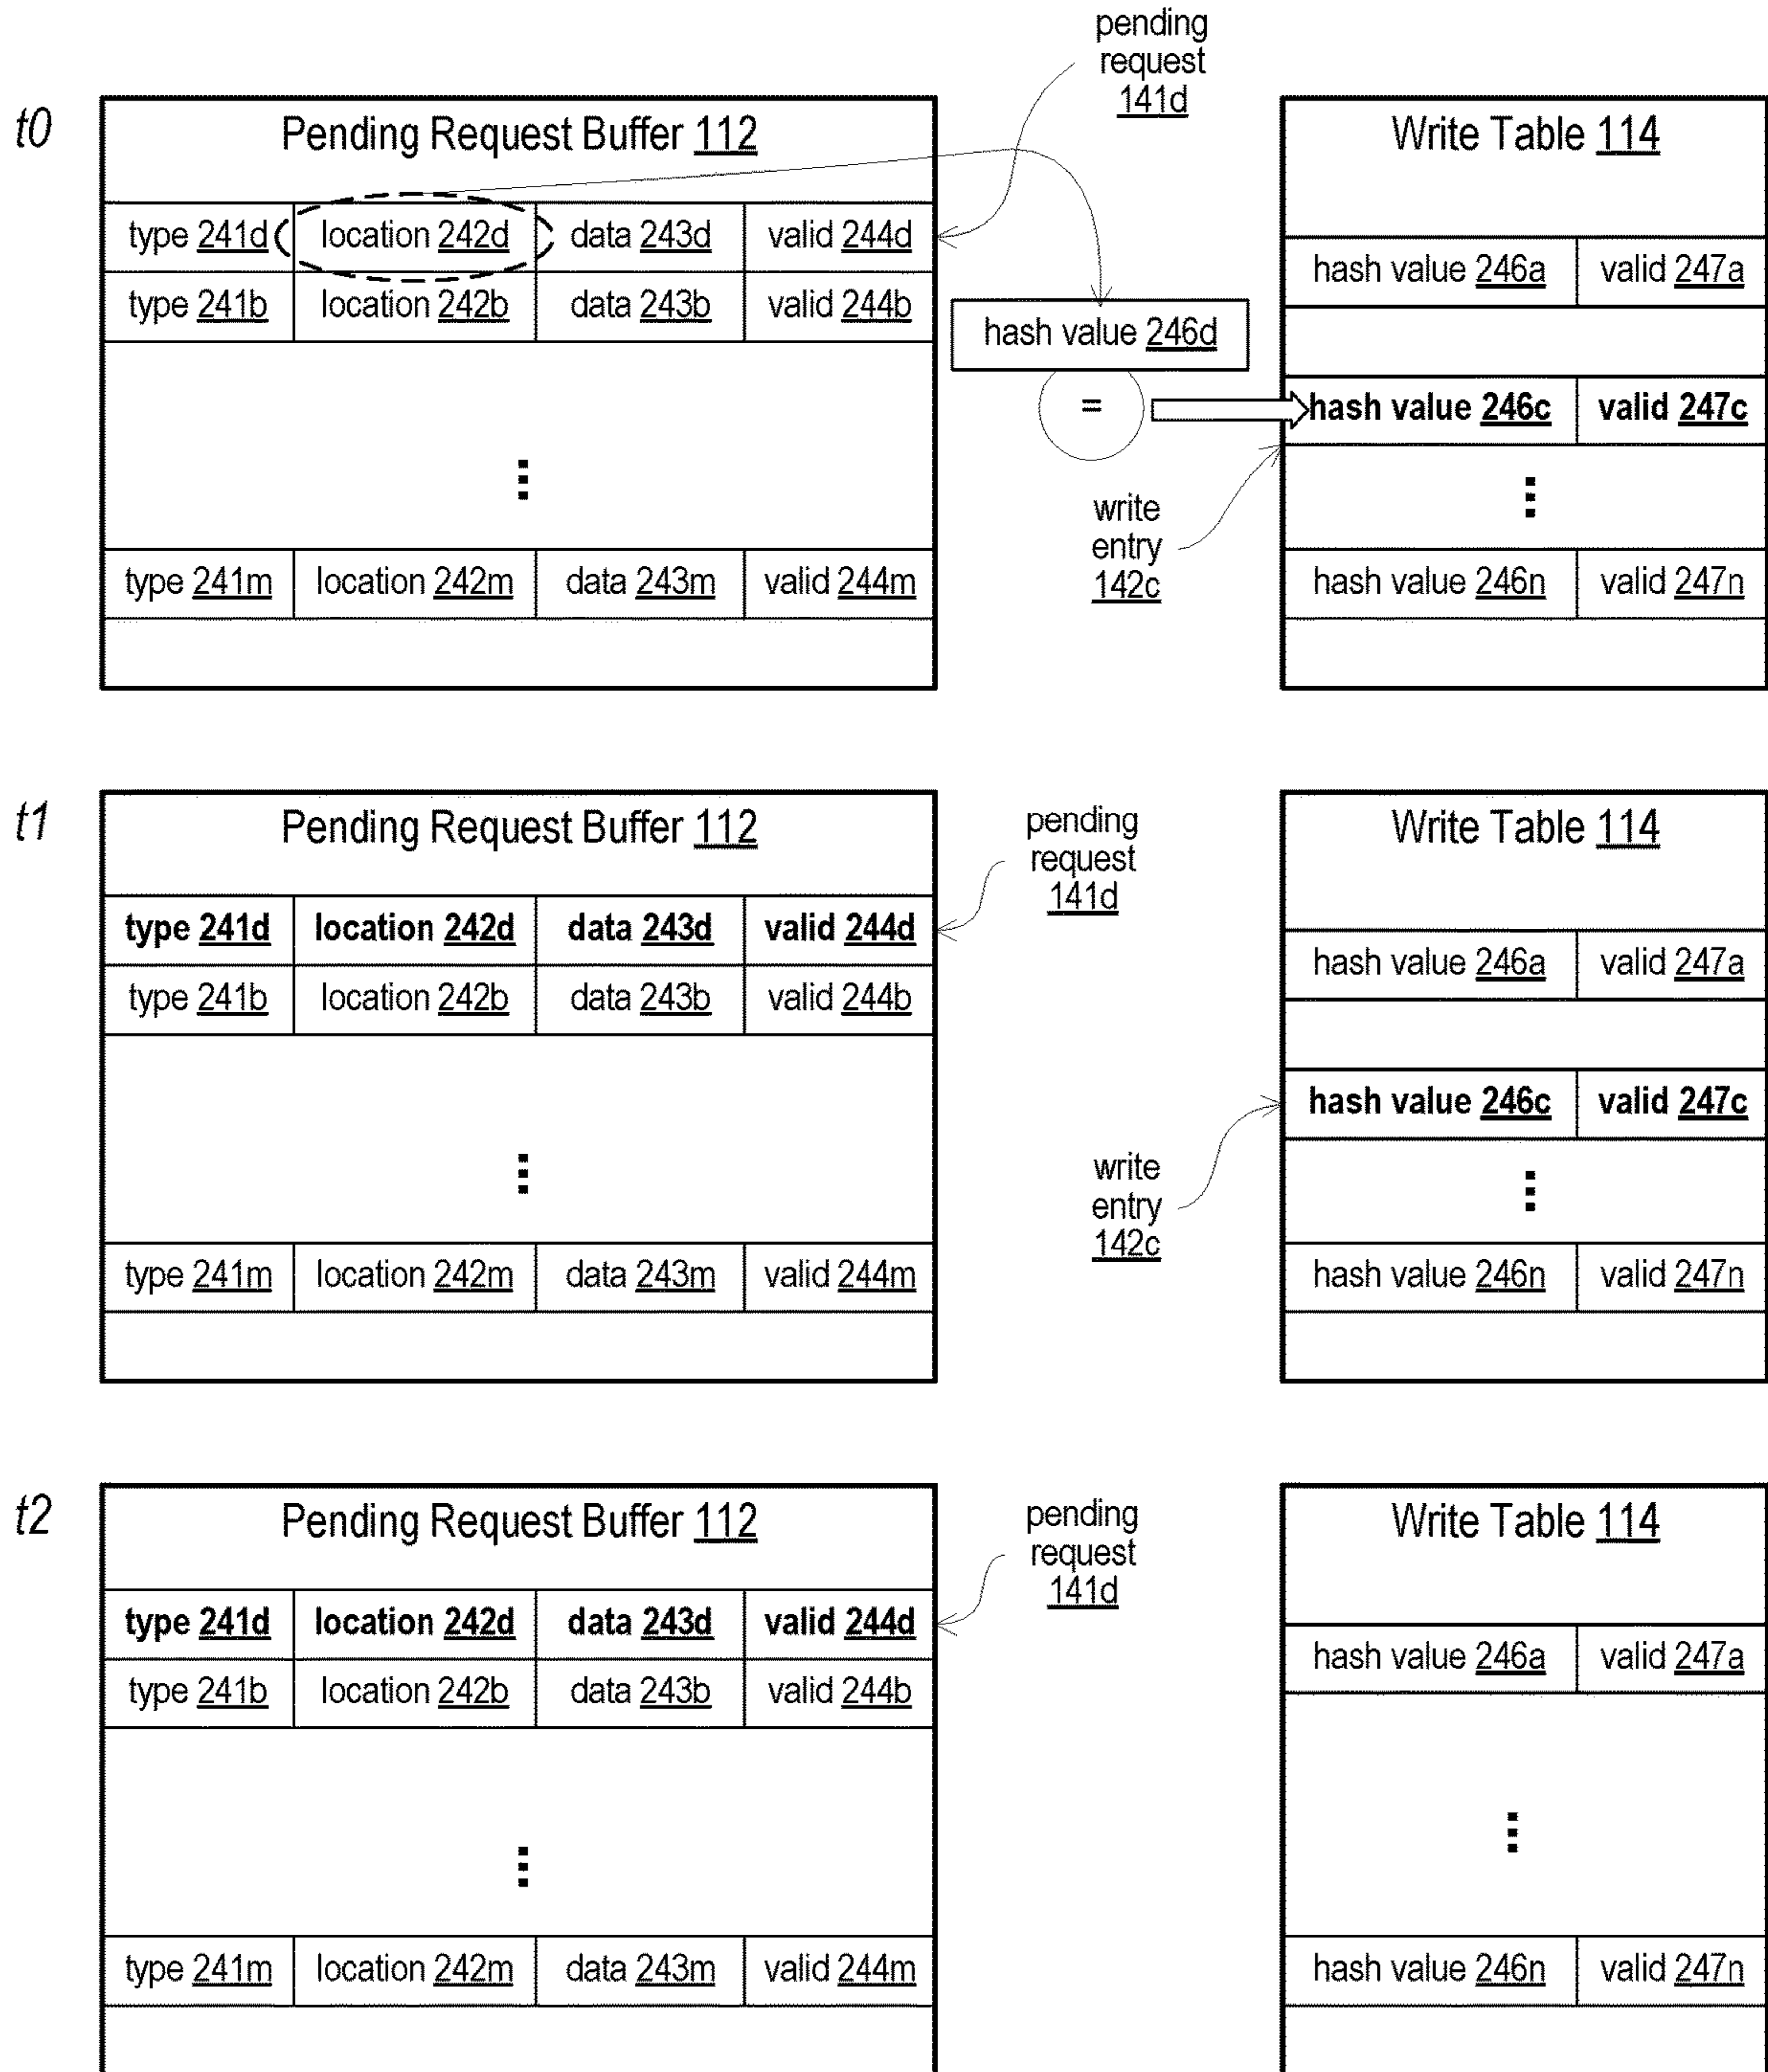 pending
request
141d
t0
Pending Request Buffer 112
Write Table 114
type 241d location 242d data 243d valid 244d
hash value 246a valid 247a
type 241b location 242b data 243b valid 244b
hash value 246d
=
hash value 246c valid 247c
write
entry
142c
type 241m location 242m data 243m valid 244m
hash value 246n valid 247n
t1
Pending Request Buffer 112
pending
request
141d
Write Table 114
type 241d location 242d data 243d valid 244d
hash value 246a valid 247a
type 241b location 242b data 243b valid 244b
hash value 246c valid 247c
write
entry
142c
type 241m location 242m data 243m valid 244m
hash value 246n valid 247n
t2
Pending Request Buffer 112
pending
request
141d
Write Table 114
type 241d location 242d data 243d valid 244d
hash value 246a valid 247a
type 241b location 242b data 243b valid 244b
type 241m location 242m data 243m valid 244m
hash value 246n valid 247n